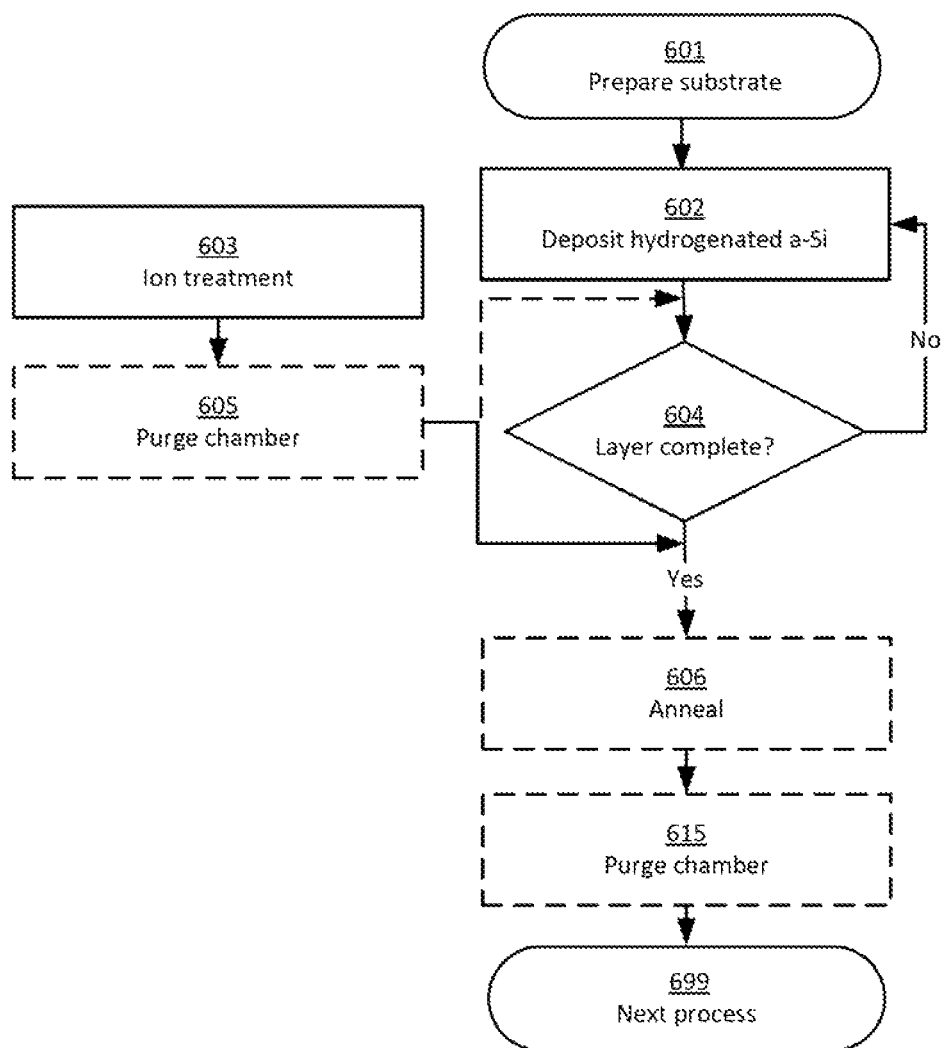 601
Prepare substrate
602
Deposit hydrogenated a-Si
603
Ion treatment
No
605
Purge chamber
604
Layer complete?
Yes
606
Anneal
615
Purge chamber
699
Next process